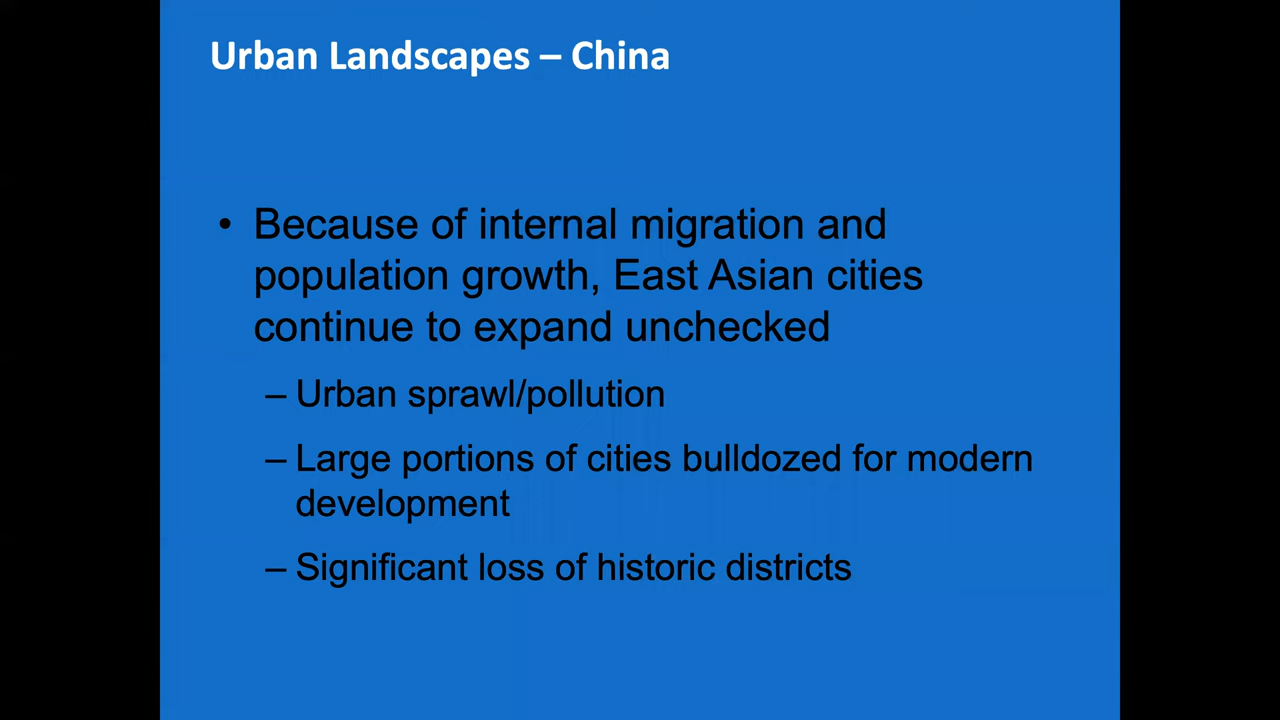 Urban Landscapes – China
• Because of internal migration and
population growth, East Asian cities
continue to expand unchecked
– Urban sprawl/pollution
– Large portions of cities bulldozed for modern
development
– Significant loss of historic districts